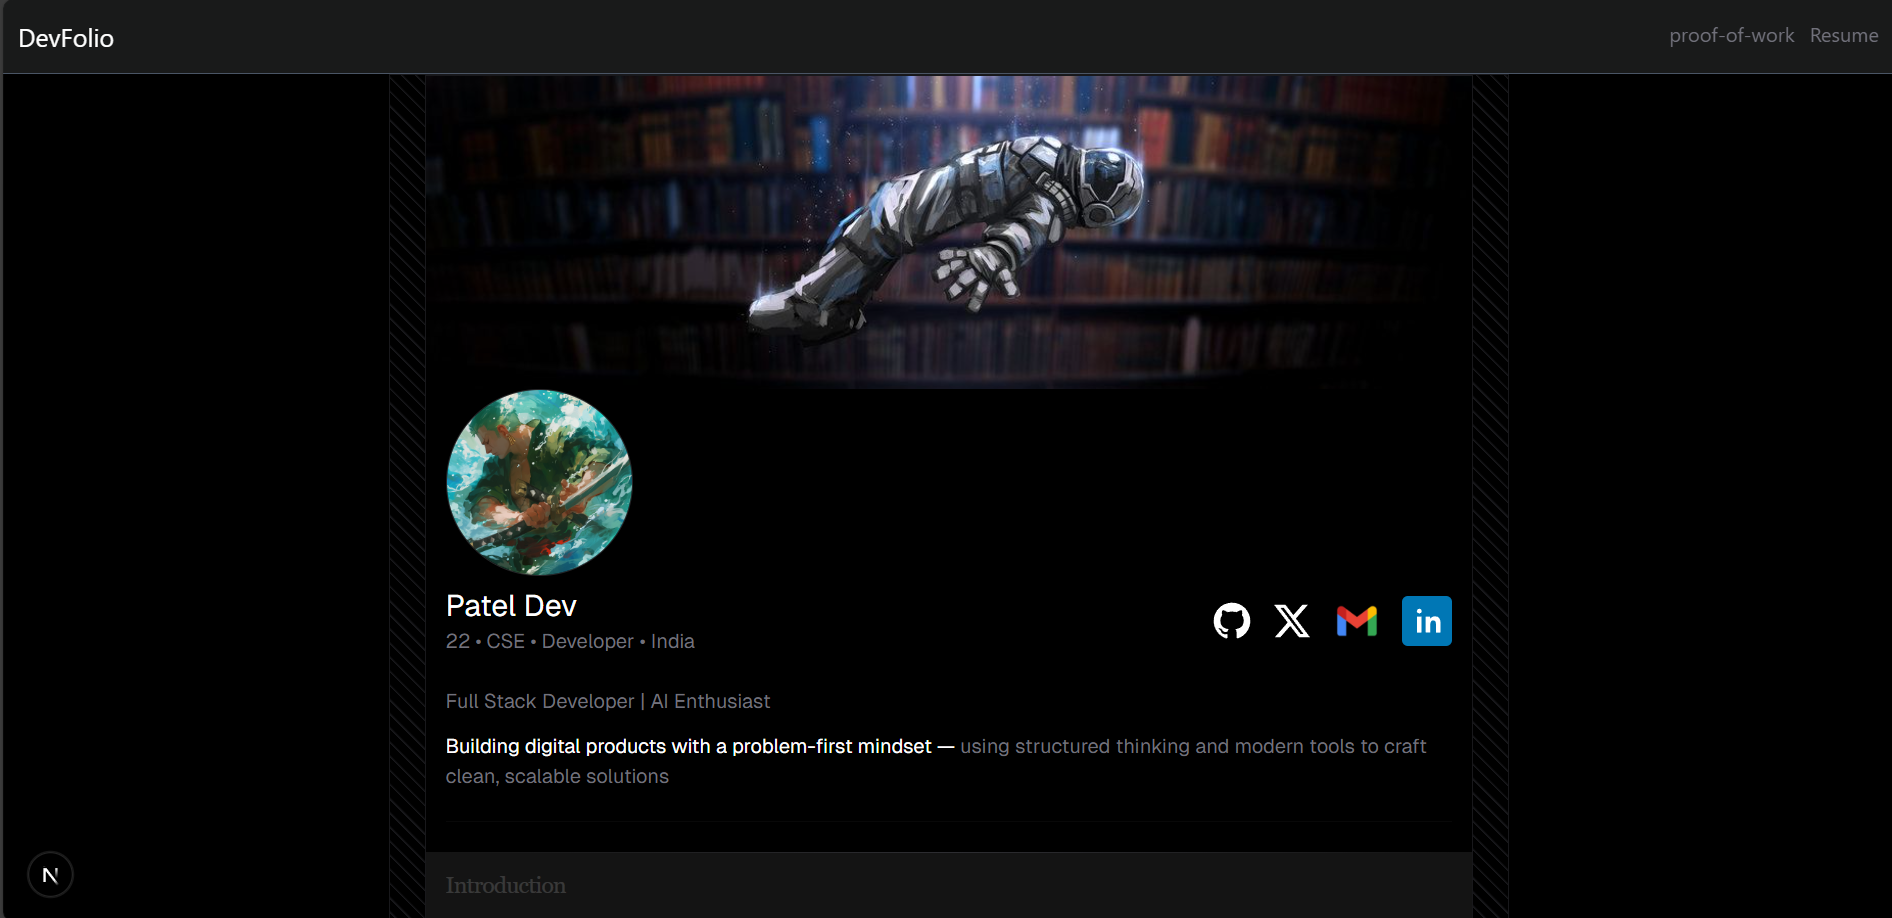 DevFolio
proof-of-work Resume
Patel Dev
22 • CSE • Developer • India
in
Full Stack Developer | AI Enthusiast
Building digital products with a problem-first mindset — using structured thinking and modern tools to craft
clean, scalable solutions
N
Introduction